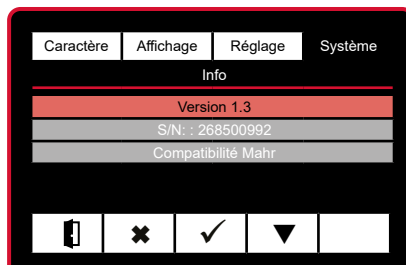 Caractère Affichage Réglage Système
Info
Version 1.3
S/N: : 268500992
Compatibilité Mahr